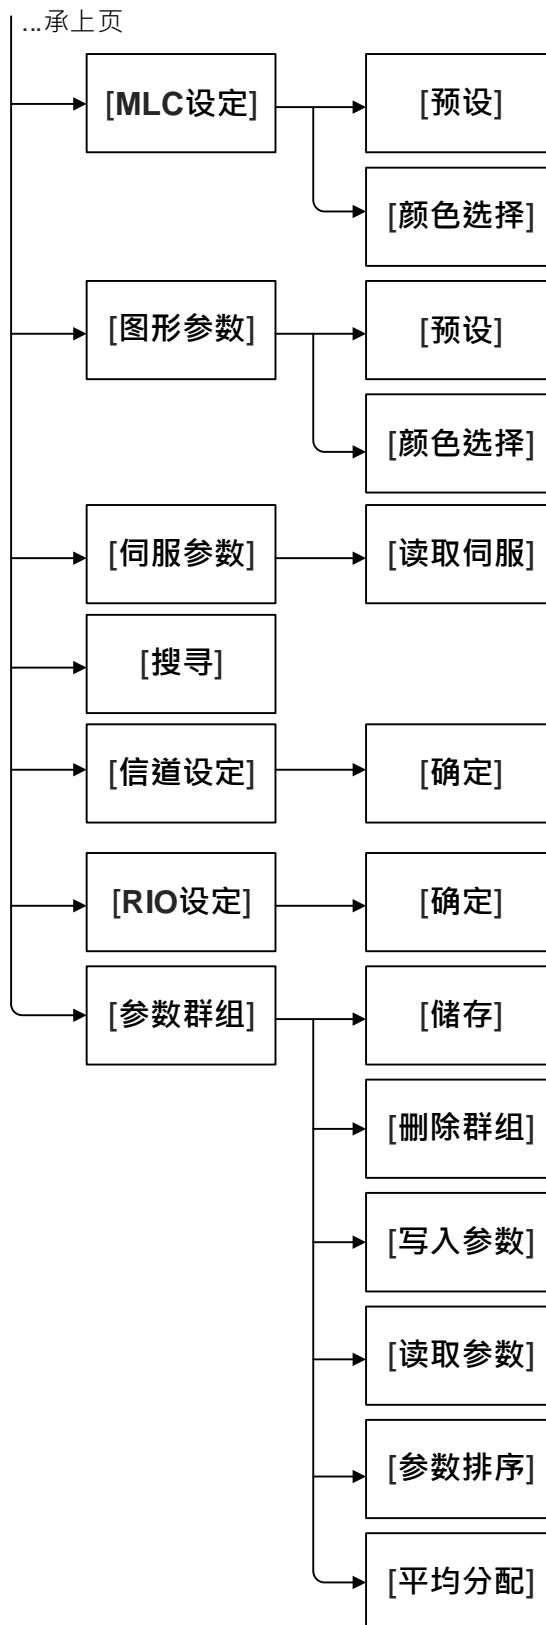 ...承上页
[MLC设定]
[预设]
[颜色选择]
[图形参数]
[预设]
[颜色选择]
[伺服参数]
[读取伺服]
[搜寻]
[信道设定]
[确定]
[RIO设定]
[确定]
[参数群组]
[储存]
[删除群组]
[写入参数]
[读取参数]
[参数排序]
[平均分配]